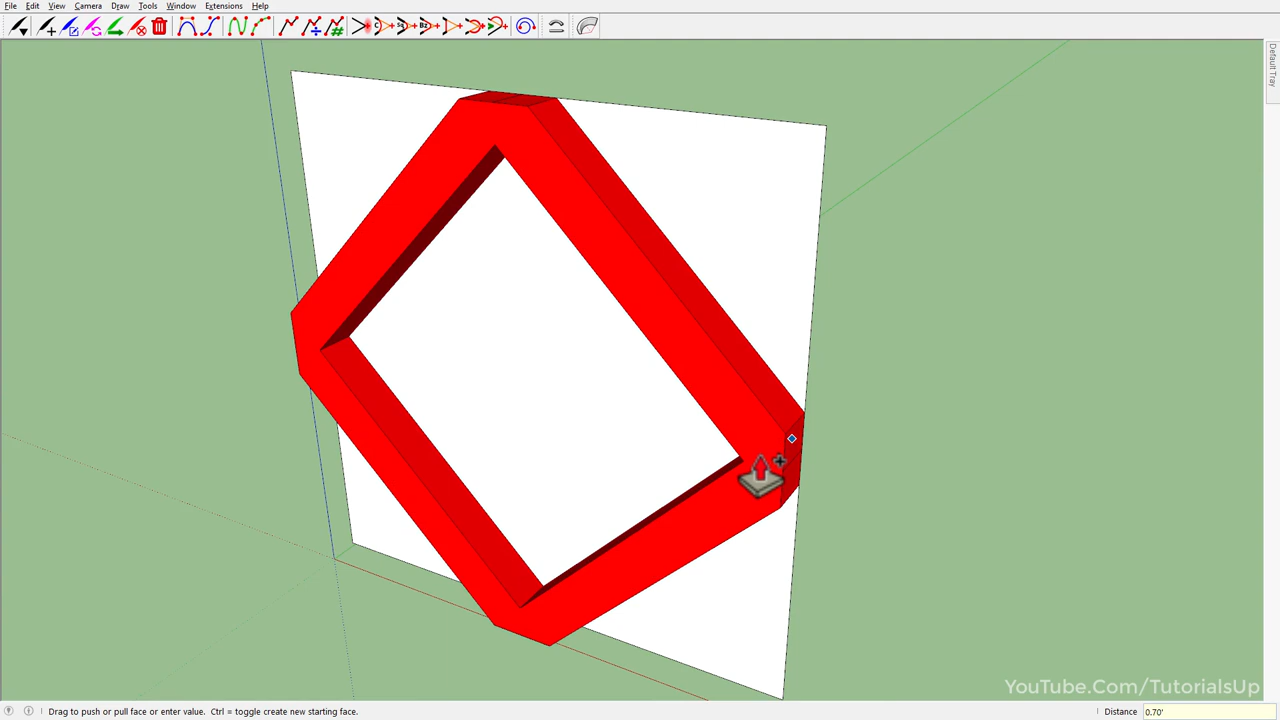 File Edit View Camera Draw Tools Window Extensions Help
Default Tray
YouTube.Com/TutorialsUp
Drag to push or pull face or enter value. Ctrl = toggle create new starting face. Distance 0.70'